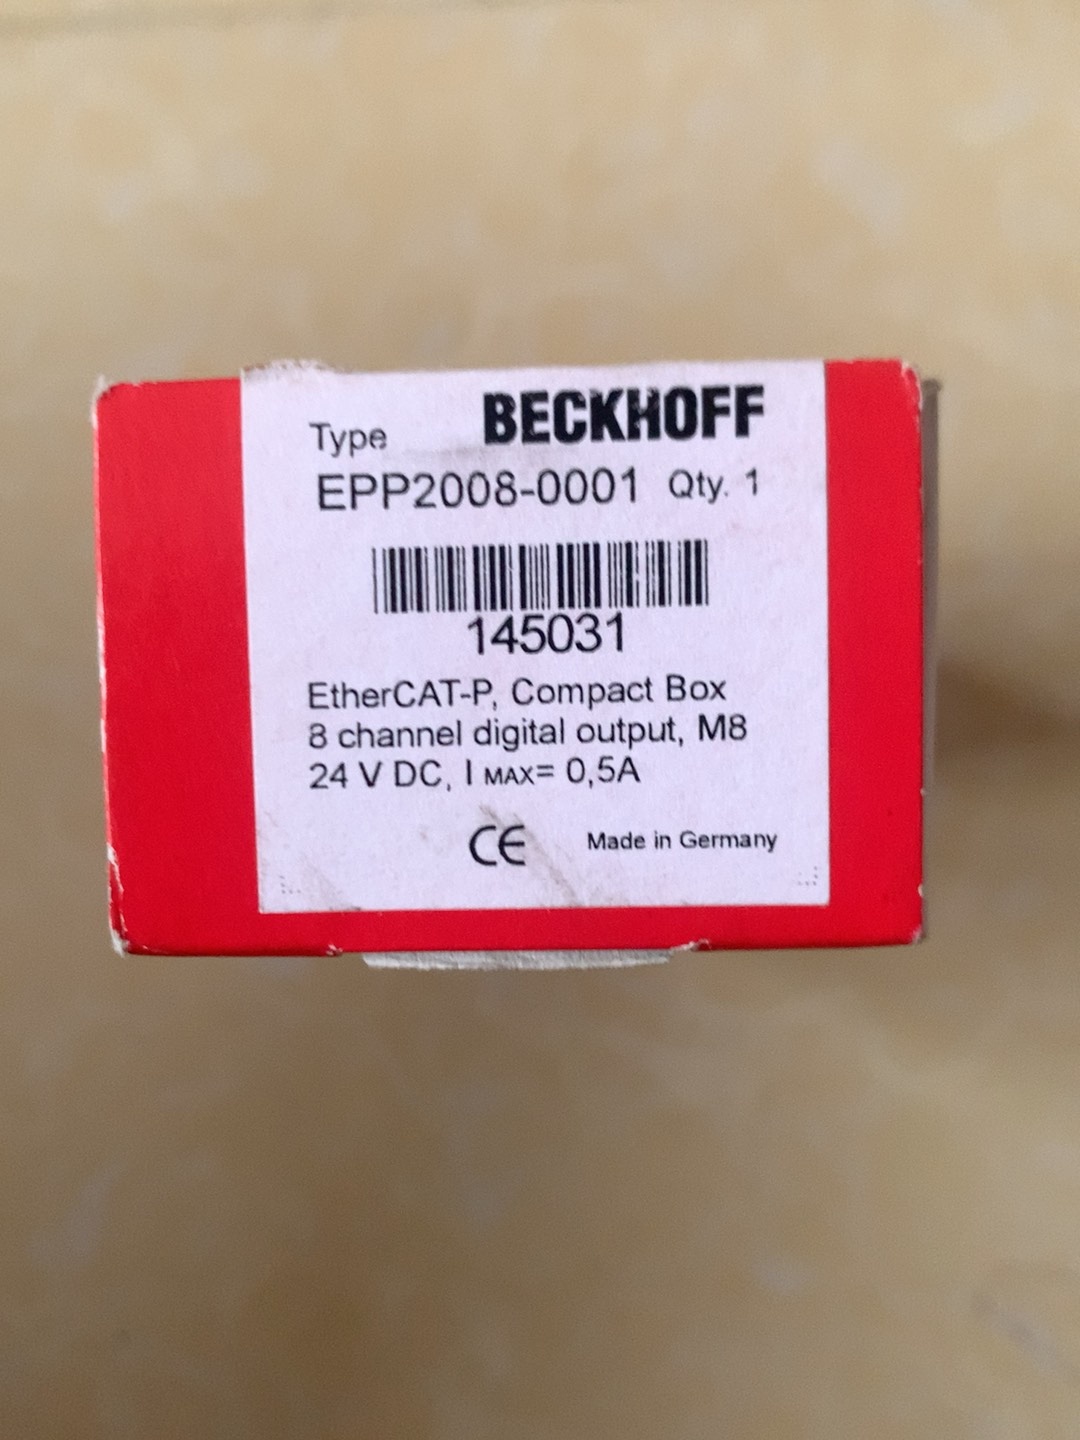 BECKHOFF
Type
EPP2008-0001 Qty. 1
145031
EtherCAT-P, Compact Box
8 channel digital output, M8
24 V DC, I MAX= 0,5A
CE Made in Germany